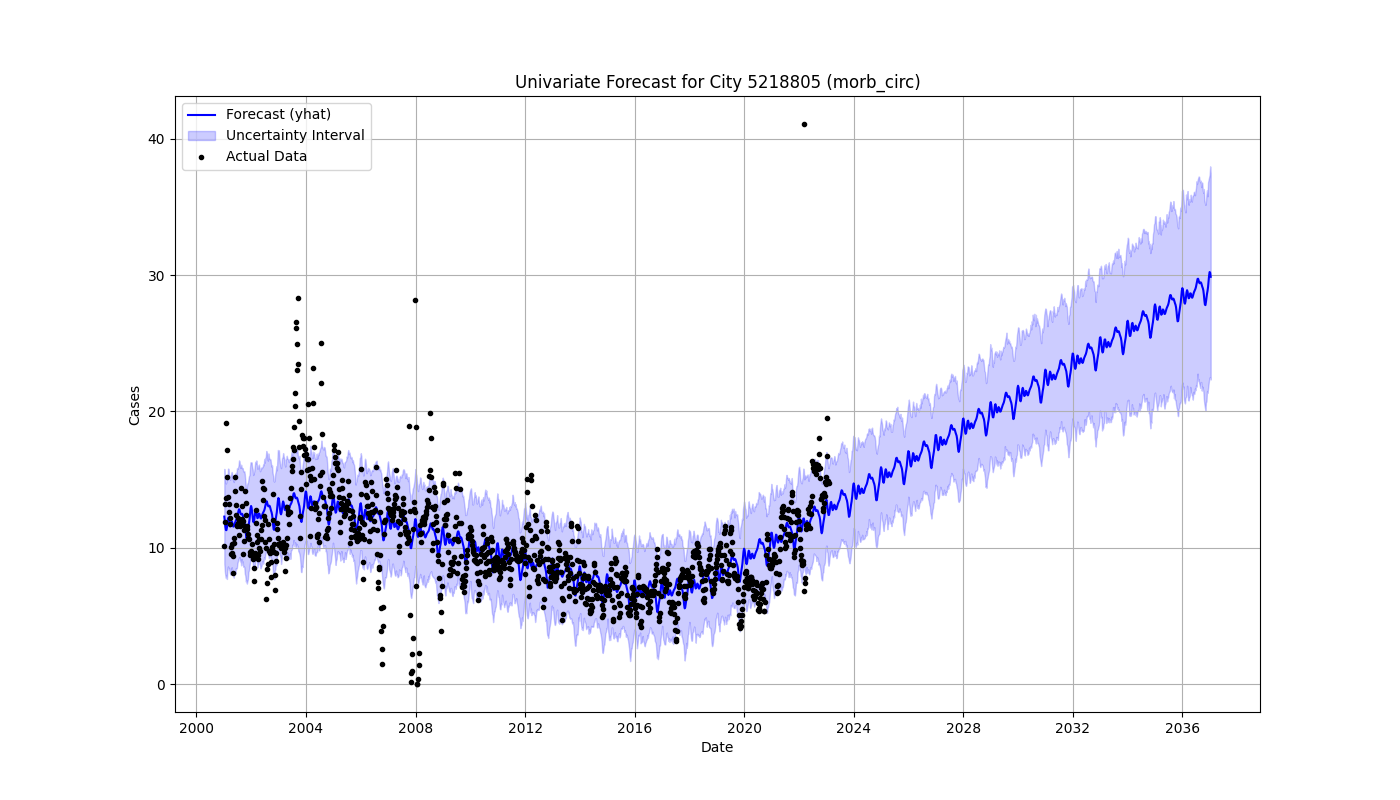 Univariate Forecast for City 5218805 (morb_circ)
Forecast (yhat)
Uncertainty Interval
Actual Data
40
30
20
10
0
Cases
2000 2004 2008 2012 2016 2020 2024 2028 2032 2036
Date